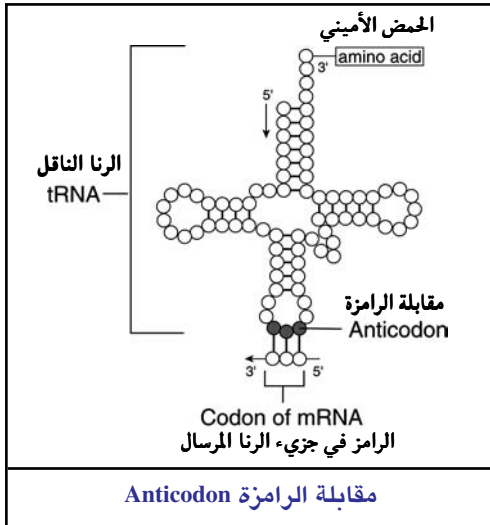 الحمض الأميني
amino acid
3'
5'
الرنا الناقل
tRNA
مقابلة الرامزة
Anticodon
3'
5'
Codon of mRNA
الرامز في جزيء الرنا المرسال
مقابلة الرامزة Anticodon